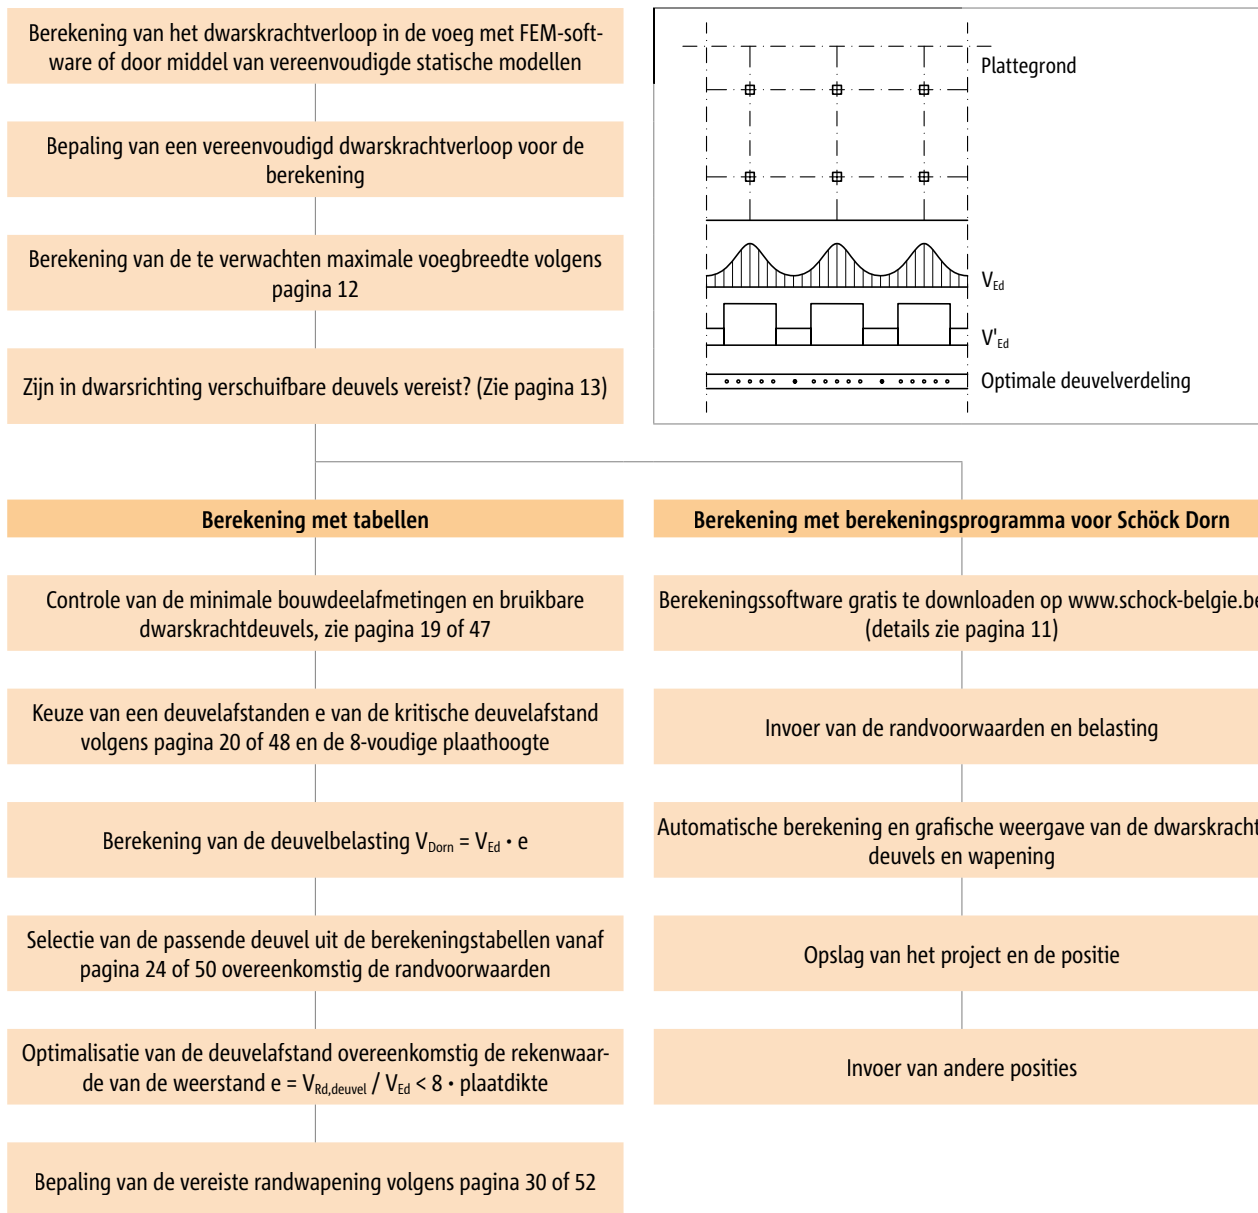 Berekening van het dwarskrachtverloop in de voeg met FEM-soft-
ware of door middel van vereenvoudigde statische modellen
Bepaling van een vereenvoudigd dwarskrachtverloop voor de
berekening
Berekening van de te verwachten maximale voegbreedte volgens
pagina 12
Zijn in dwarsrichting verschuifbare deuvels vereist? (Zie pagina 13)
Plattegrond
V_Ed
V'_Ed
Optimale deuvelverdeling
Berekening met tabellen
Controle van de minimale bouwdeelafmetingen en bruikbare
dwarskrachtdeuvels, zie pagina 19 of 47
Keuze van een deuvelafstanden e van de kritische deuvelafstand
volgens pagina 20 of 48 en de 8-voudige plaathoogte
Berekening van de deuvelbelasting V_Dorn = V_Ed • e
Selectie van de passende deuvel uit de berekeningstabellen vanaf
pagina 24 of 50 overeenkomstig de randvoorwaarden
Optimalisatie van de deuvelafstand overeenkomstig de rekenwaar-
de van de weerstand e = V_Rd,deuvel / V_Ed < 8 • plaatdikte
Bepaling van de vereiste randwapening volgens pagina 30 of 52
Berekening met berekeningsprogramma voor Schöck Dorn
Berekeningssoftware gratis te downloaden op www.schock-belgie.be
(details zie pagina 11)
Invoer van de randvoorwaarden en belasting
Automatische berekening en grafische weergave van de dwarskracht
deuvels en wapening
Opslag van het project en de positie
Invoer van andere posities